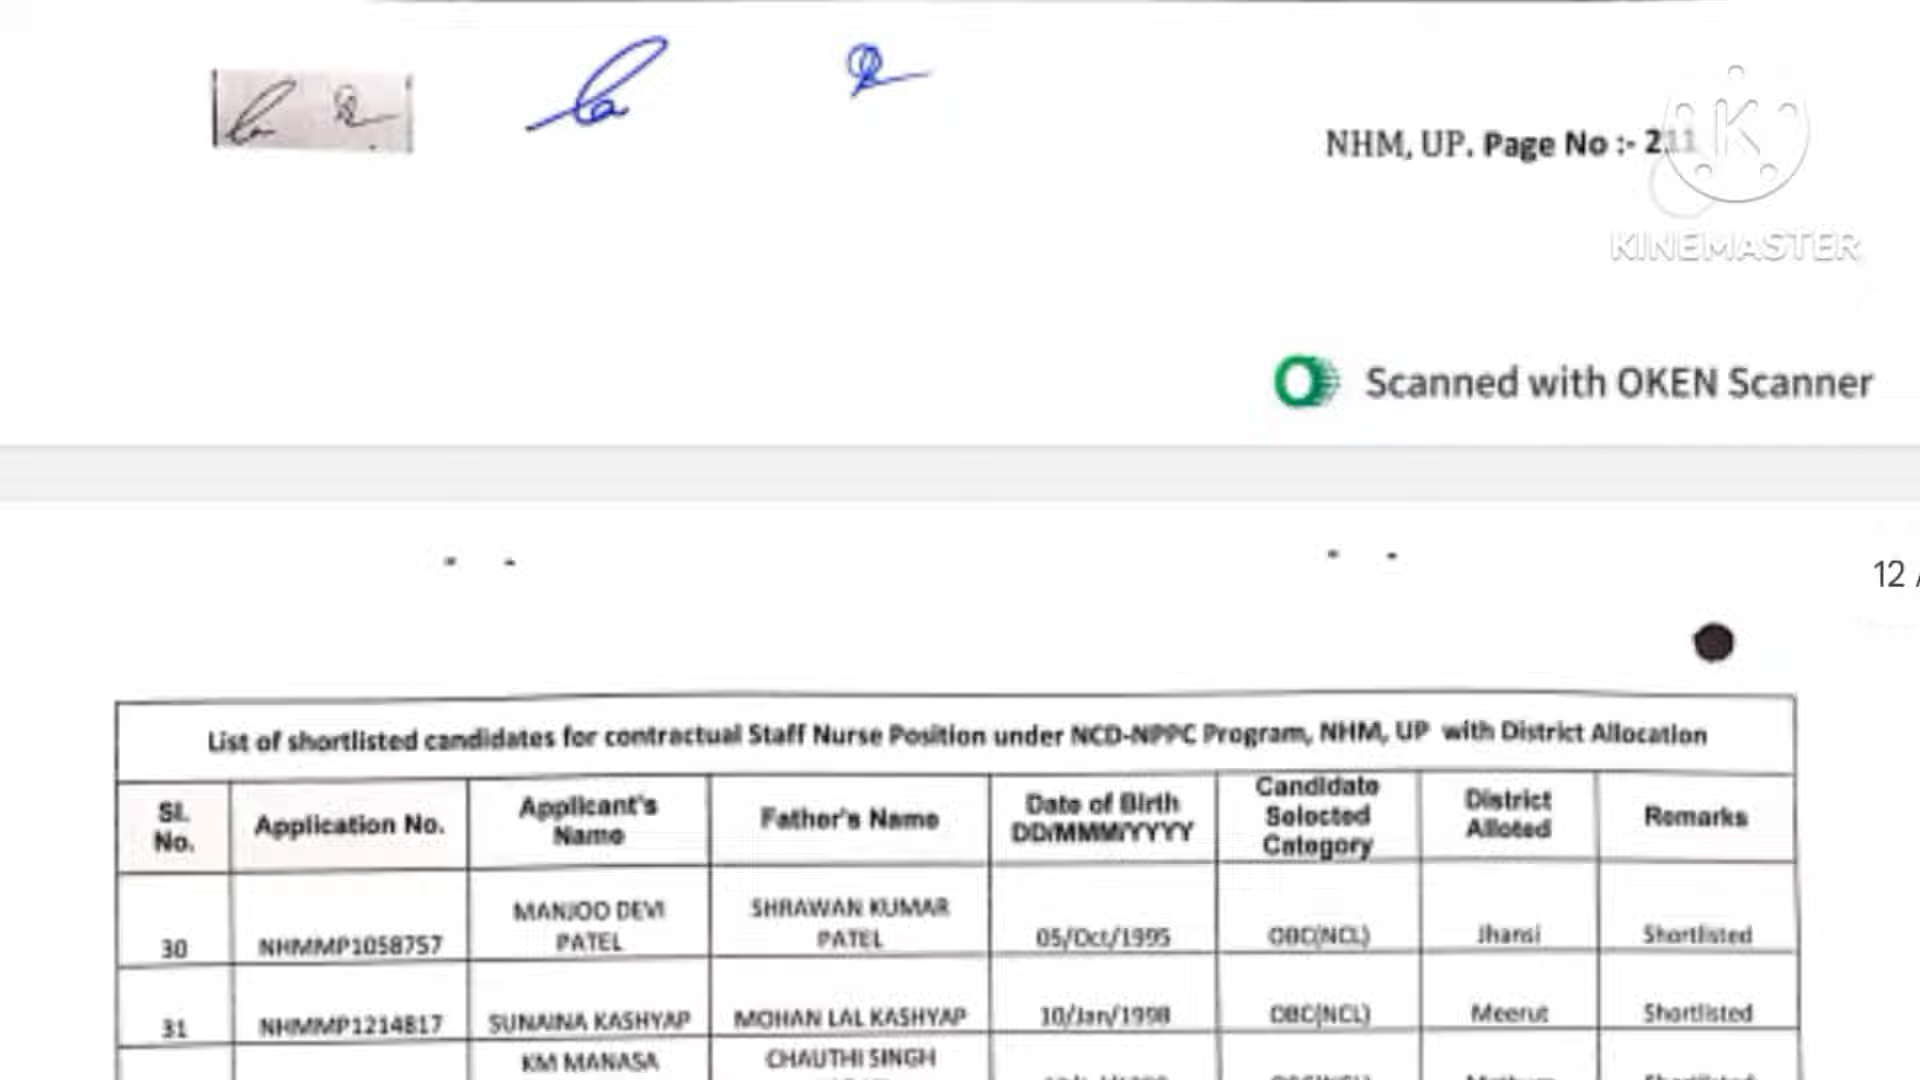 NHM, UP. Page No :- 211
KINEMASTER
Scanned with OKEN Scanner
12 /
List of shortlisted candidates for contractual Staff Nurse Position under NCD-NPPC Program, NHM, UP with District Allocation
Sl. No. Application No. Applicant's Name Father's Name Date of Birth DD/MMM/YYYY Candidate Selected Category District Alloted Remarks
30 NHMMP1058757 MANJOO DEVI PATEL SHRAWAN KUMAR PATEL 05/Oct/1995 OBC(NCL) Jhansi Shortlisted
31 NHMMP1214817 SUNAINA KASHYAP MOHAN LAL KASHYAP 10/Jan/1998 OBC(NCL) Meerut Shortlisted
KM MANASA CHAUTHI SINGH